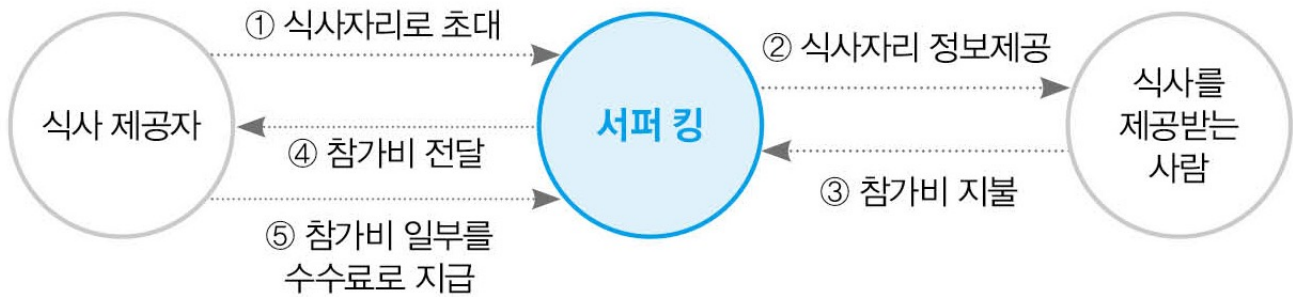 ① 식사자리로 초대
② 식사자리 정보제공
식사 제공자
서퍼 킹
식사를
제공받는
사람
④ 참가비 전달
③ 참가비 지불
⑤ 참가비 일부를
수수료로 지급